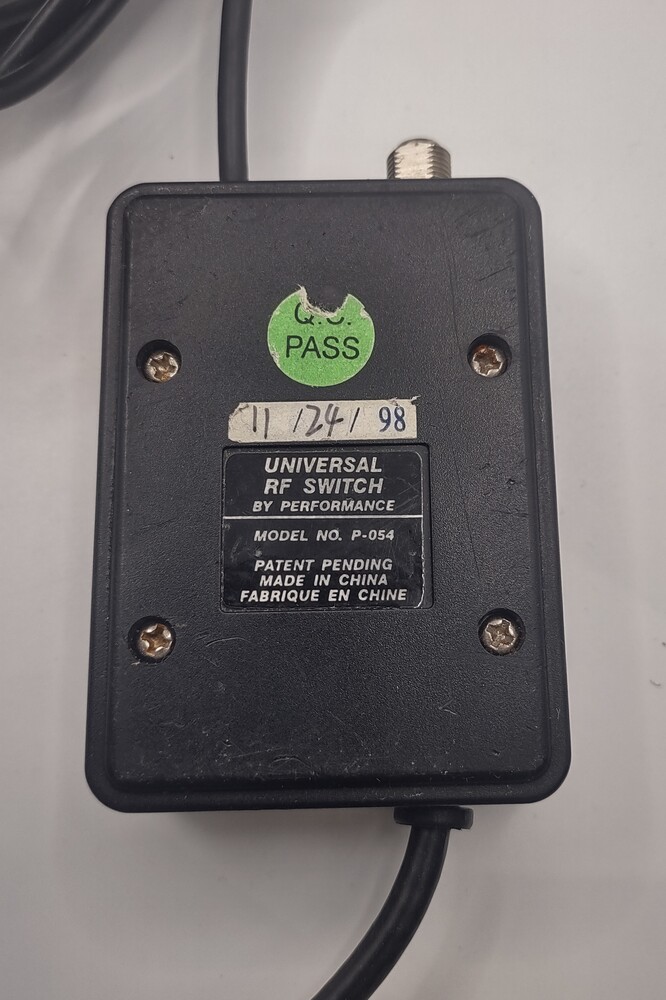 Q.C.
PASS
11 / 24 / 98
UNIVERSAL
RF SWITCH
BY PERFORMANCE
MODEL NO. P-054
PATENT PENDING
MADE IN CHINA
FABRIQUE EN CHINE